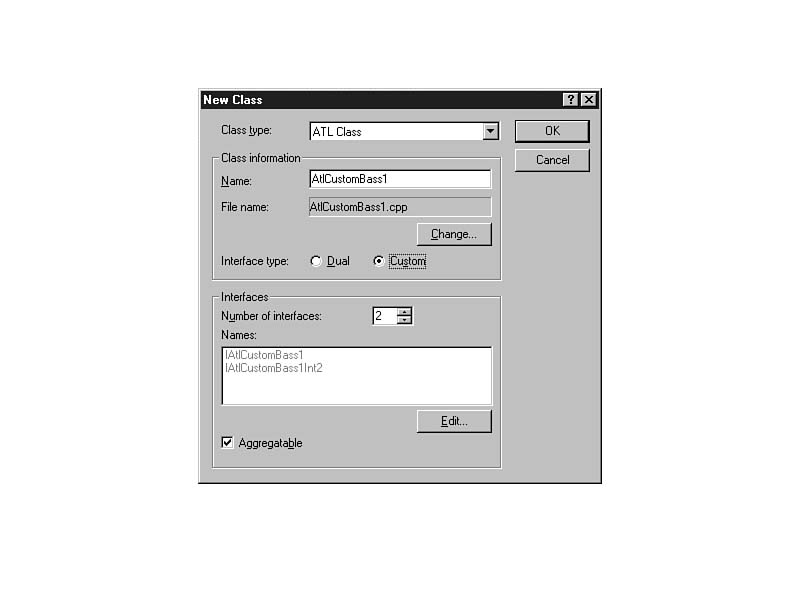 New Class
Class type: ATL Class OK
Class information Cancel
Name: AtlCustomBass1
File name: AtlCustomBass1.cpp
Change...
Interface type: Dual Custom
Interfaces
Number of interfaces: 2
Names:
IAtlCustomBass1
IAtlCustomBass1Int2
Edit...
Aggregatable